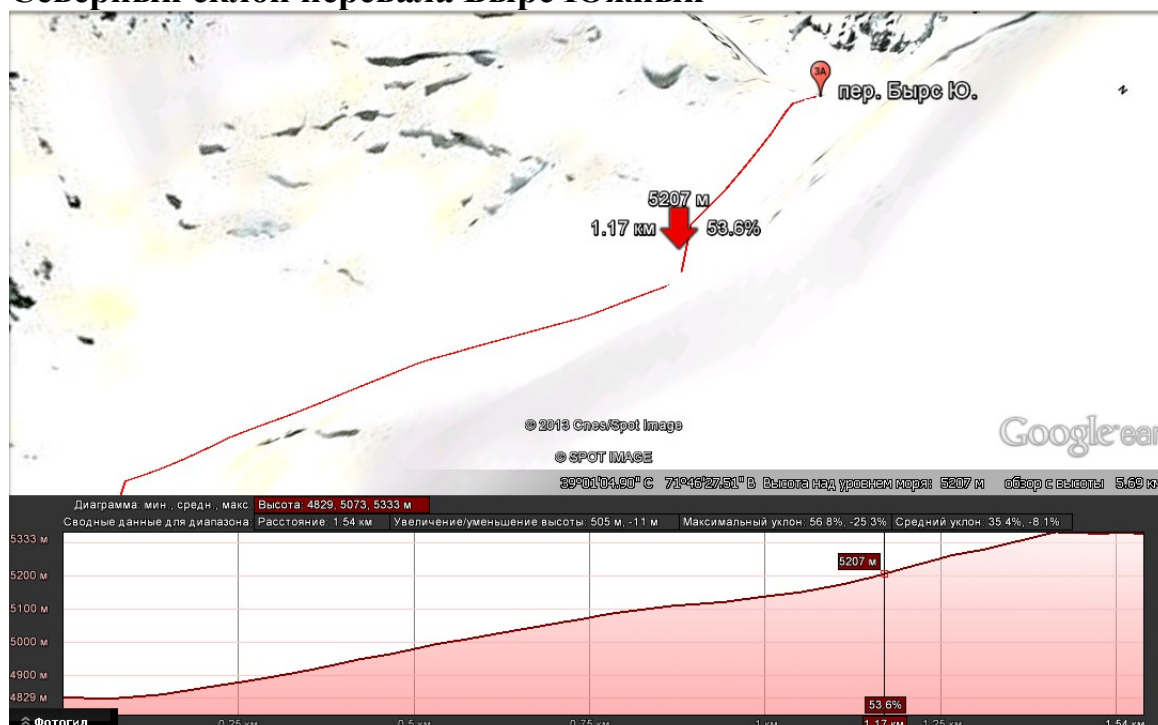 Северный склон перевала Бырс Южный
3А
пер. Бырс Ю.
5207 м
1.17 км 53.6%
© 2013 Cnes/Spot Image
© SPOT IMAGE
Google ear
39°01'04.90" С 71°46'27.51" В Высота над уровнем моря: 5207 м обзор с высоты 5.69 км
Диаграмма: мин., средн., макс. Высота: 4829, 5073, 5333 м
Сводные данные для диапазона: Расстояние: 1.54 км Увеличение/уменьшение высоты: 505 м, -11 м Максимальный уклон: 56.8%, -25.3% Средний уклон: 35.4%, -8.1%
5333 м
5207 м
5200 м
5100 м
5000 м
4900 м
4829 м
53.6%
Фотогид 0.25 км 0.5 км 0.75 км 1 км 1.17 км 1.25 км 1.54 км